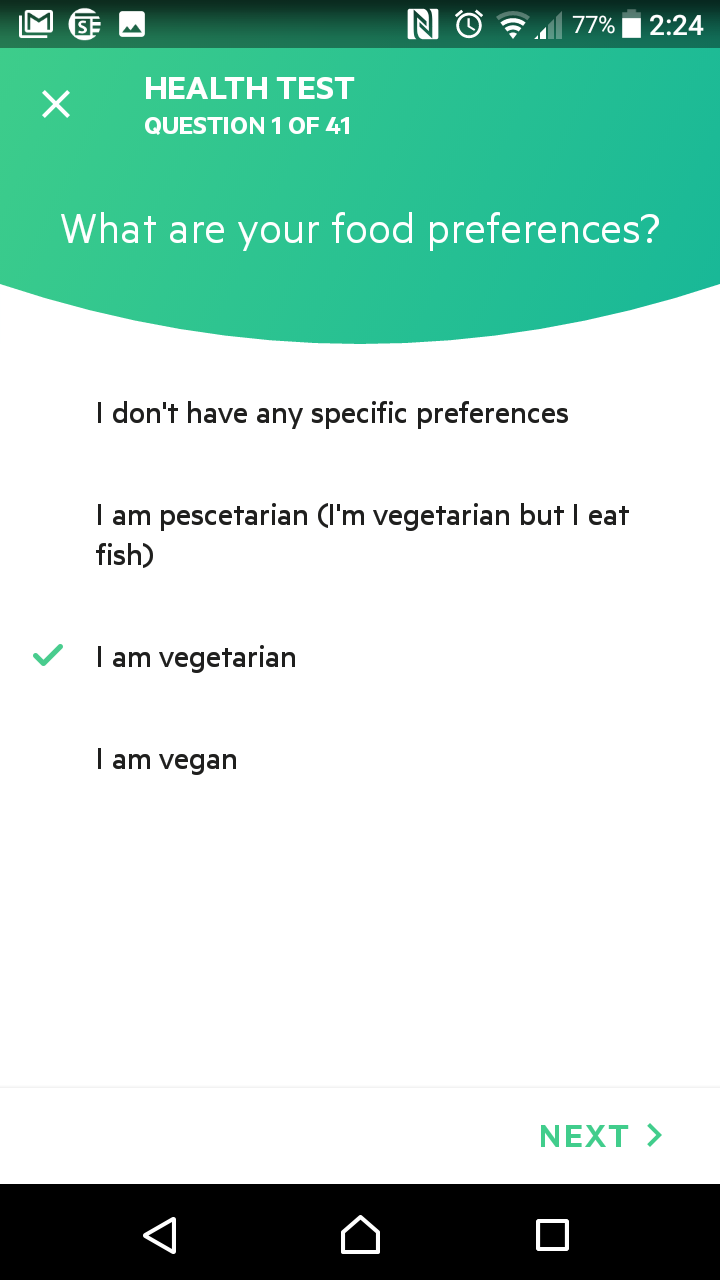 77% 2:24
HEALTH TEST
QUESTION 1 OF 41
What are your food preferences?
I don't have any specific preferences
I am pescetarian (I'm vegetarian but I eat
fish)
I am vegetarian
I am vegan
NEXT